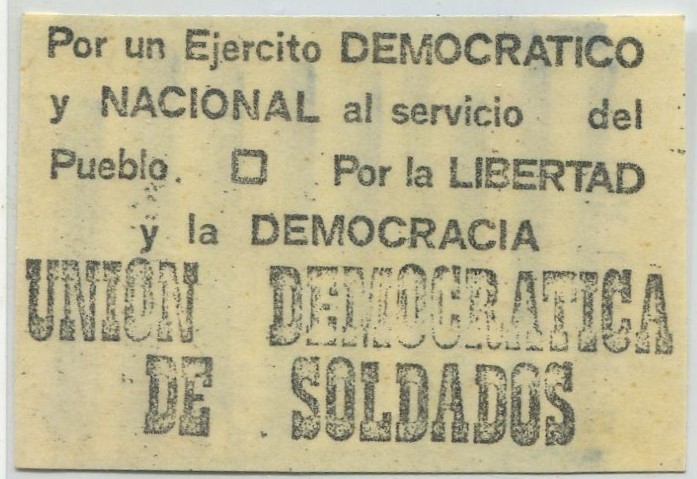 Por un Ejercito DEMOCRATICO
y NACIONAL al servicio del
Pueblo. □ Por la LIBERTAD
y la DEMOCRACIA
UNION DEMOCRATICA
DE SOLDADOS